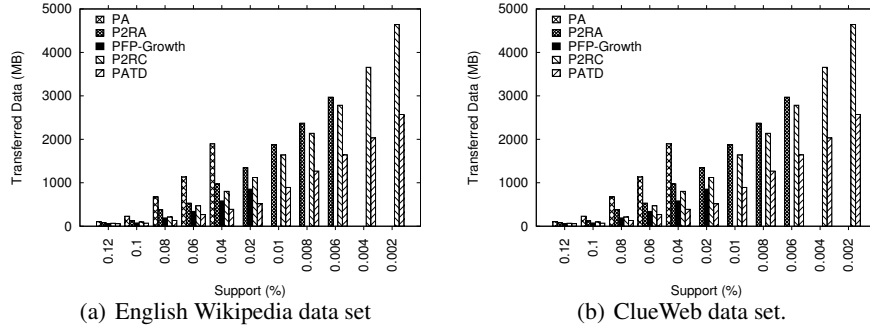 5000
4000
3000
2000
1000
0
Transferred Data (MB)
PA
P2RA
PFP-Growth
P2RC
PATD
0.12
0.1
0.08
0.06
0.04
0.02
0.01
0.008
0.006
0.004
0.002
Support (%)
(a) English Wikipedia data set
5000
4000
3000
2000
1000
0
Transferred Data (MB)
PA
P2RA
PFP-Growth
P2RC
PATD
0.12
0.1
0.08
0.06
0.04
0.02
0.01
0.008
0.006
0.004
0.002
Support (%)
(b) ClueWeb data set.